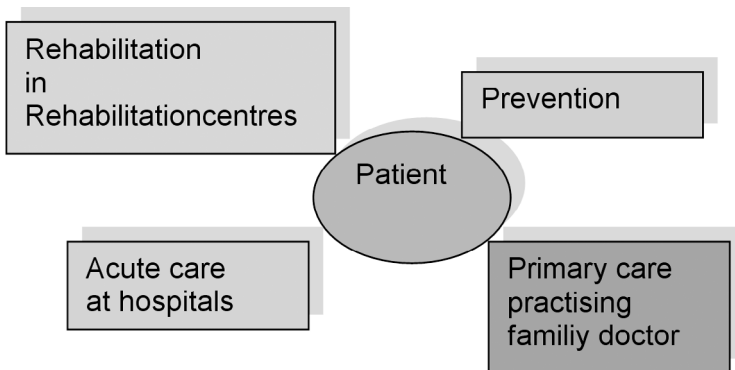 Rehabilitation
in
Rehabilitationcentres
Prevention
Patient
Acute care
at hospitals
Primary care
practising
familiy doctor